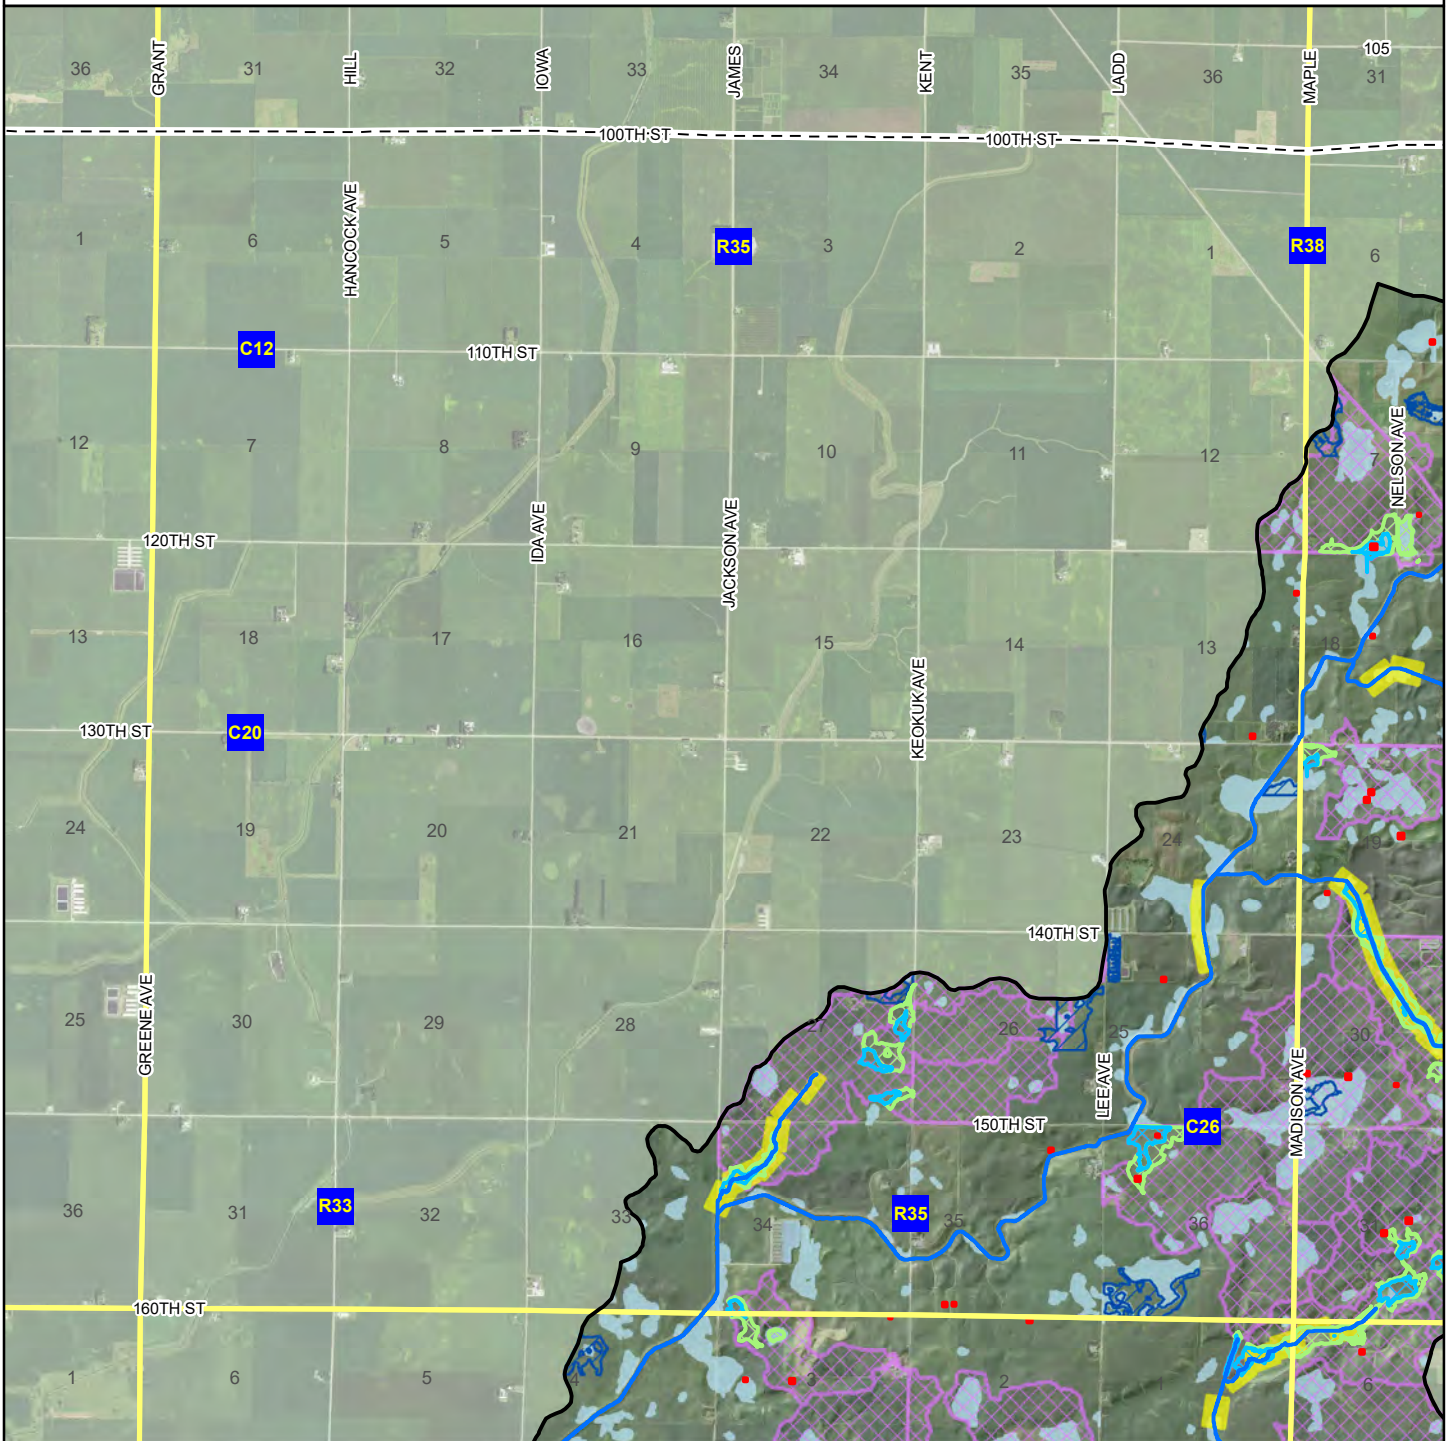 GRANT
HILL
IOWA
JAMES
KENT
LADD
MAPLE
105
36 31 32 33 34 35 36 31
100TH ST 100TH ST
HANCOCK AVE
R35 R38
1 6 5 4 3 2 1 6
C12 110TH ST
12 7 8 9 10 11 12 7
NELSON AVE
120TH ST
IDA AVE
JACKSON AVE
13 18 17 16 15 14 13 18
KEOKUK AVE
130TH ST C20
24 19 20 21 22 23 24 19
140TH ST
GREENE AVE
25 30 29 28 27 26 25 30
LEE AVE
MADISON AVE
150TH ST C26
R33 R35
36 31 32 33 34 35 36
160TH ST
1 6 5 4 3 2 1 6